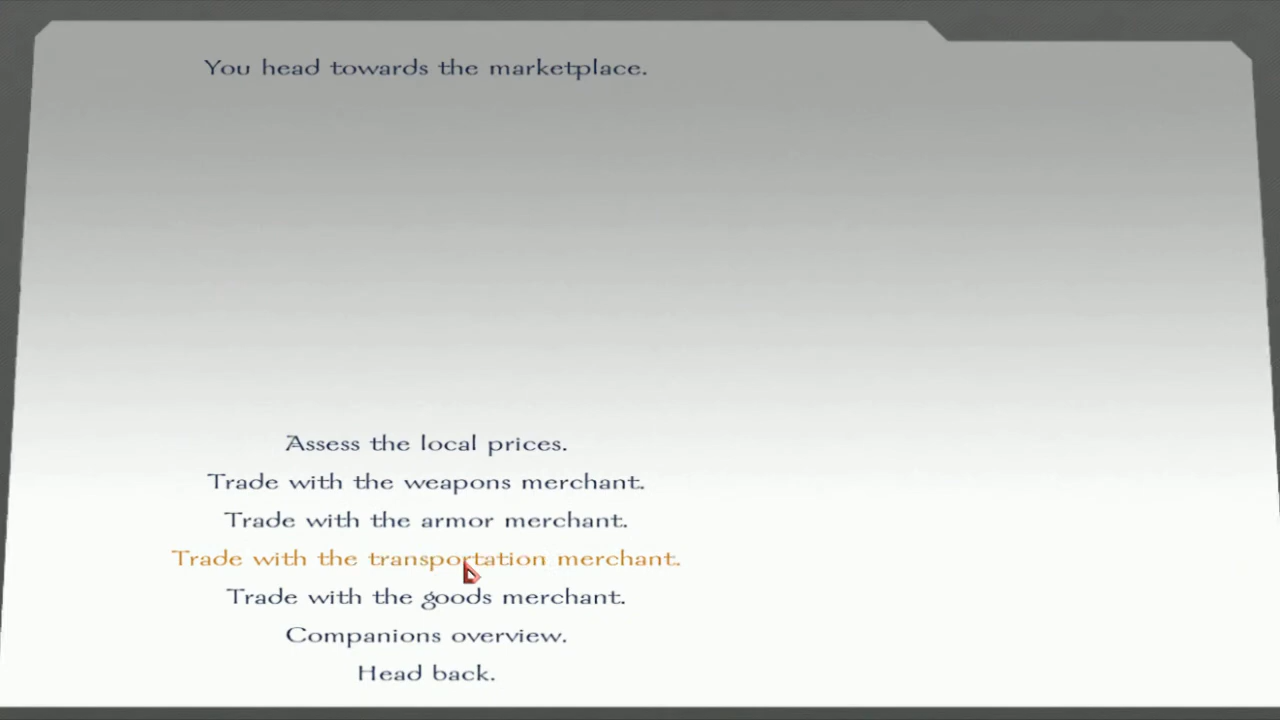 You head towards the marketplace.
Assess the local prices.
Trade with the weapons merchant.
Trade with the armor merchant.
Trade with the transportation merchant.
Trade with the goods merchant.
Companions overview.
Head back.